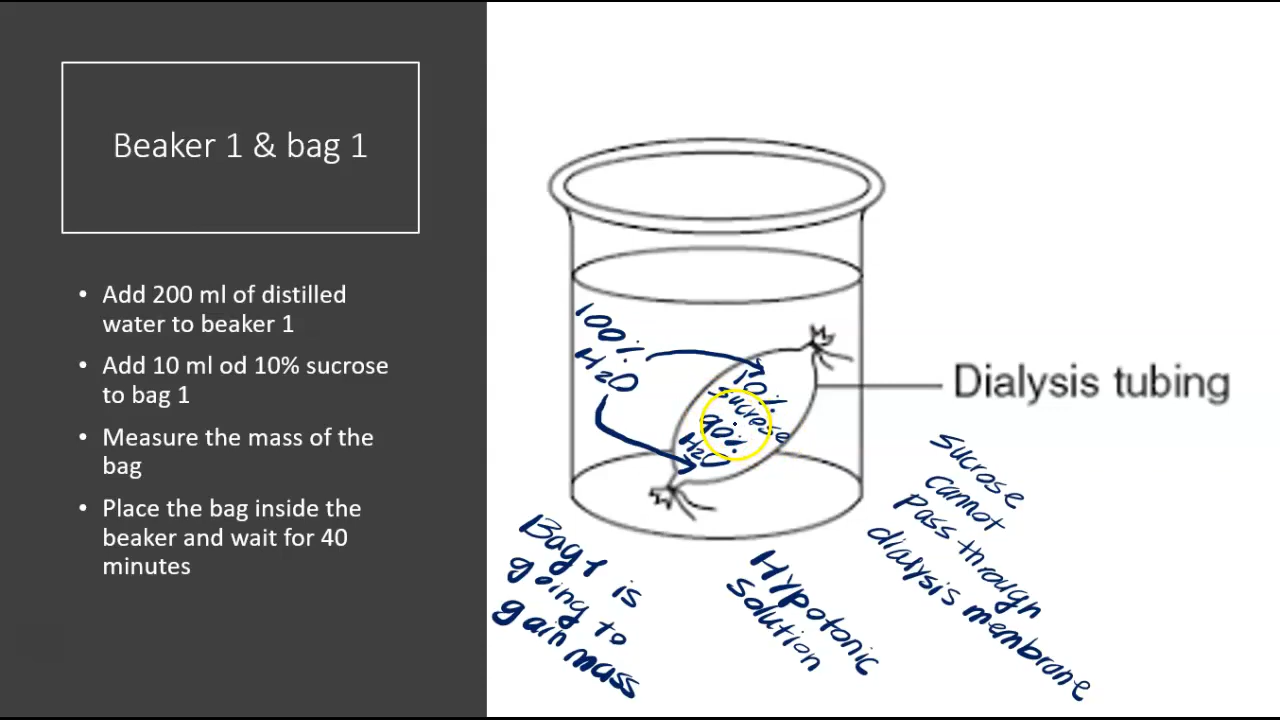 Beaker 1 & bag 1
• Add 200 ml of distilled
water to beaker 1
• Add 10 ml od 10% sucrose
to bag 1
• Measure the mass of the
bag
• Place the bag inside the
beaker and wait for 40
minutes
100%
H2O
10%
sucrose
90%
H2O
Dialysis tubing
Sucrose
cannot
pass through
dialysis membrane
Hypotonic
Solution
Bag 1 is
going to
gain mass